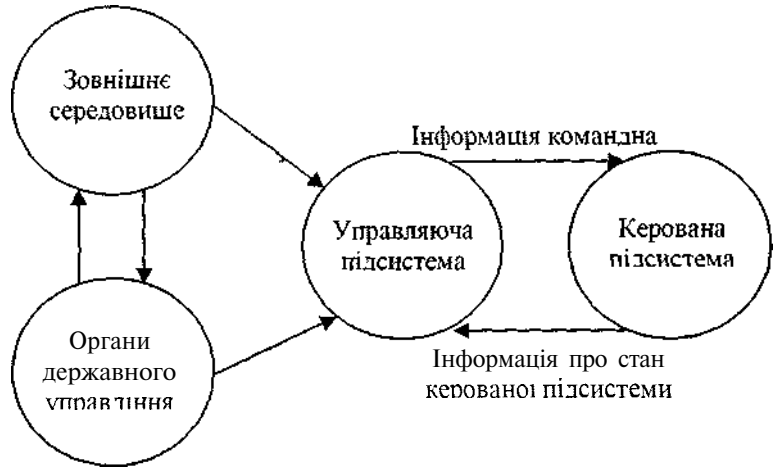 Зовнішнє
середовище
Інформація командна
Управляюча
підсистема
Керована
підсистема
Органи
державного
управління
Інформація про стан
керованої підсистеми